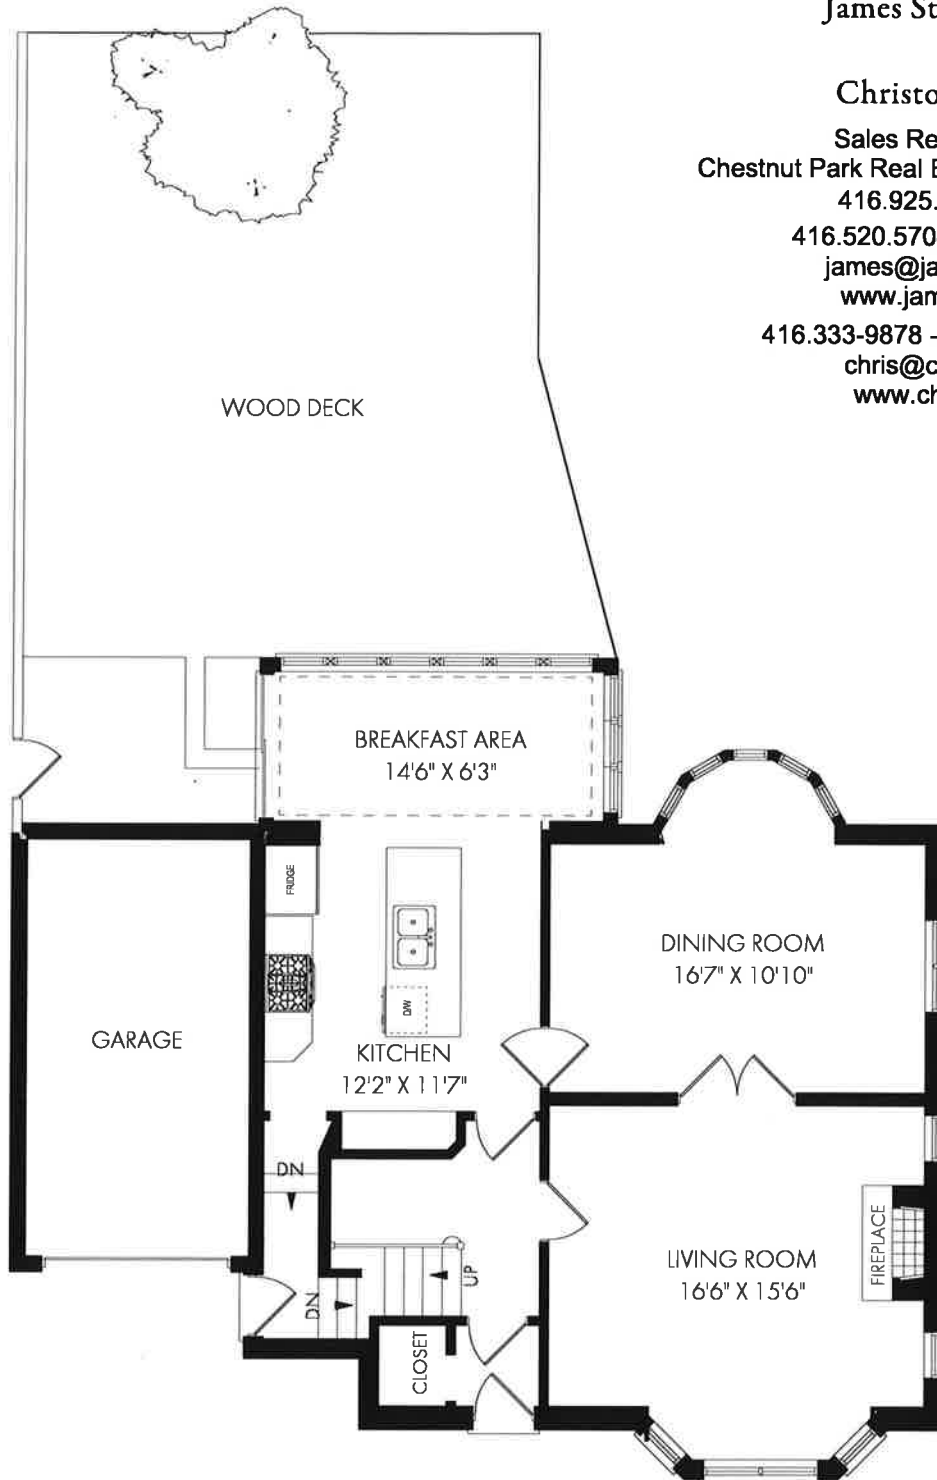 James St
Christo
Sales Re
Chestnut Park Real E
416.925.
416.520.570
james@ja
www.jam
416.333-9878 -
chris@c
www.ch
WOOD DECK
BREAKFAST AREA
14'6" X 6'3"
FRIDGE
DINING ROOM
16'7" X 10'10"
D/W
GARAGE
KITCHEN
12'2" X 11'7"
DN
FIREPLACE
LIVING ROOM
16'6" X 15'6"
UP
DN
CLOSET